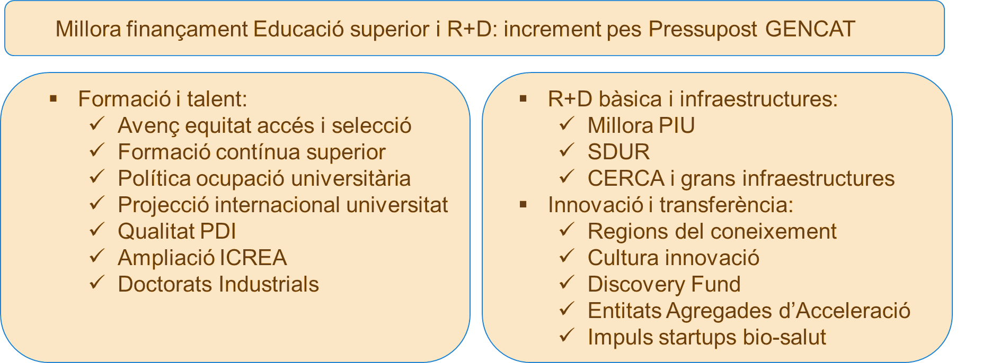 Millora finançament Educació superior i R+D: increment pes Pressupost GENCAT
▪ Formació i talent:
✓ Avenç equitat accés i selecció
✓ Formació contínua superior
✓ Política ocupació universitària
✓ Projecció internacional universitat
✓ Qualitat PDI
✓ Ampliació ICREA
✓ Doctorats Industrials
▪ R+D bàsica i infraestructures:
✓ Millora PIU
✓ SDUR
✓ CERCA i grans infraestructures
▪ Innovació i transferència:
✓ Regions del coneixement
✓ Cultura innovació
✓ Discovery Fund
✓ Entitats Agregades d’Acceleració
✓ Impuls startups bio-salut